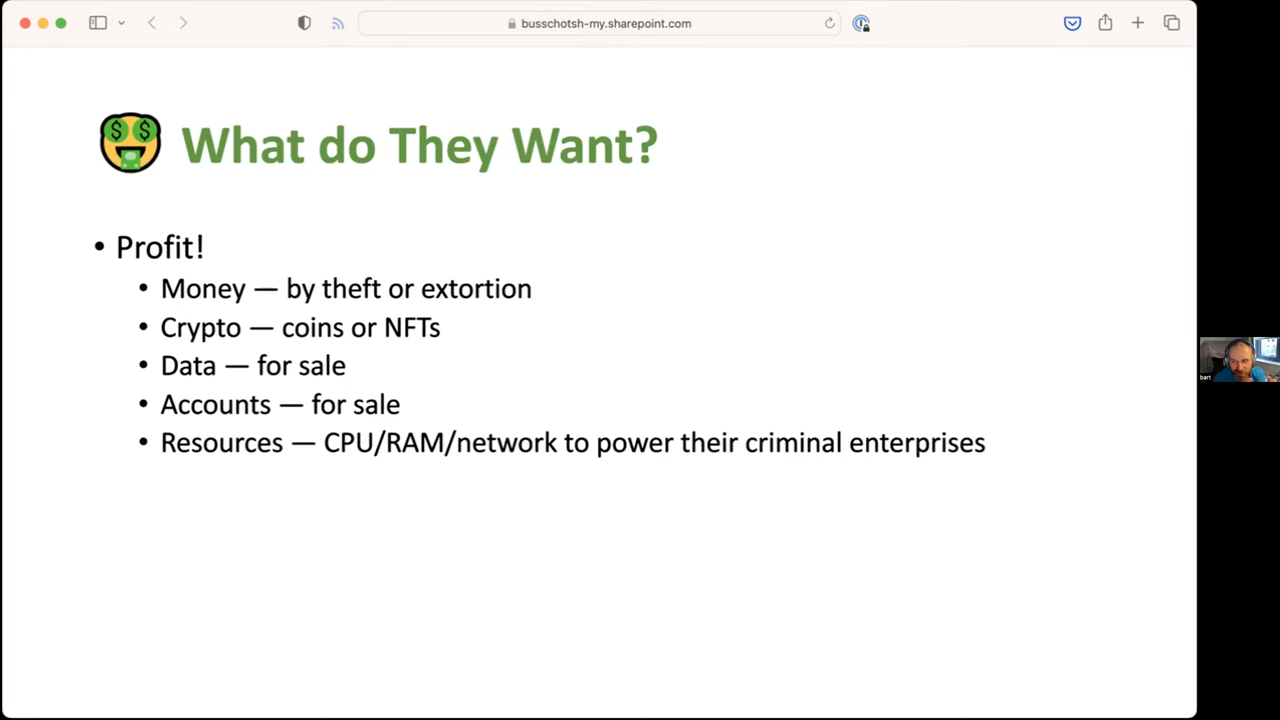 busschotsh-my.sharepoint.com
$ $ What do They Want?
• Profit!
• Money — by theft or extortion
• Crypto — coins or NFTs
• Data — for sale
• Accounts — for sale
• Resources — CPU/RAM/network to power their criminal enterprises
bart